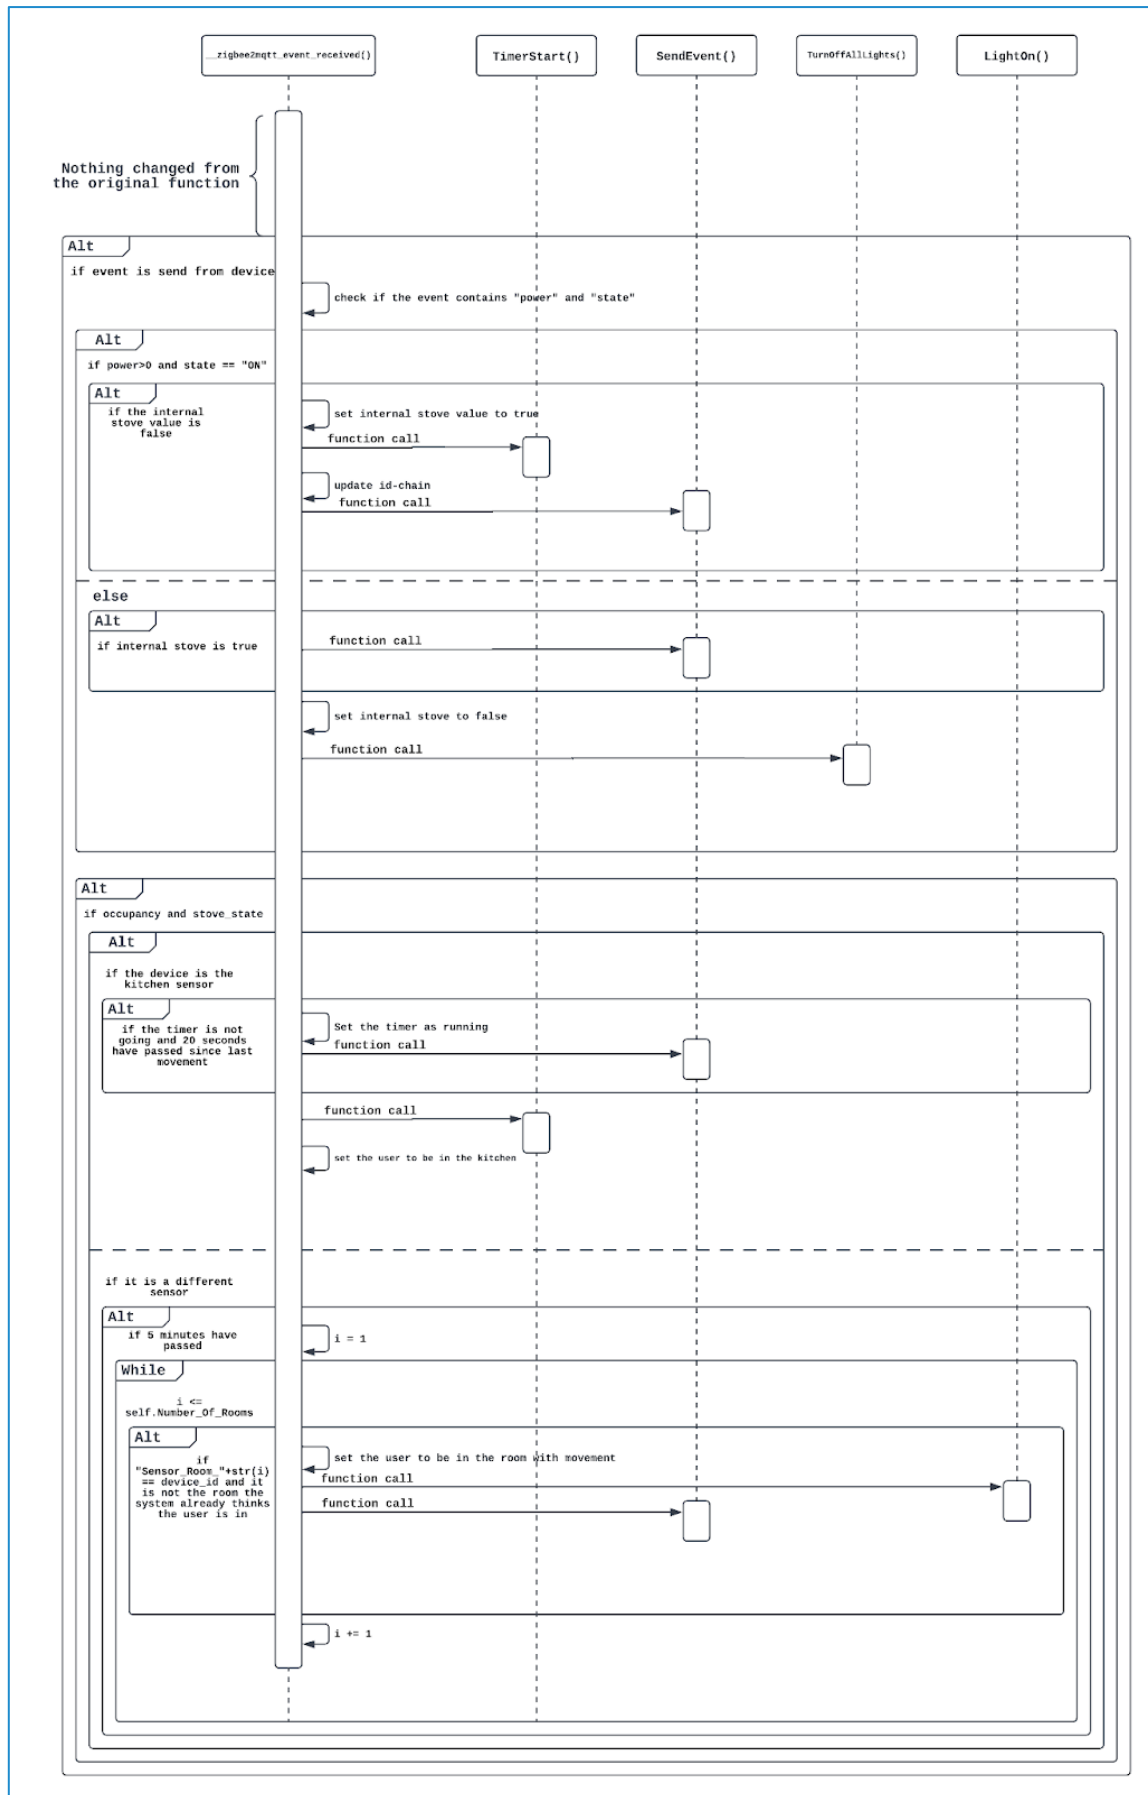 __zigbee2mqtt_event_received()
TimerStart()
SendEvent()
TurnOffAllLights()
LightOn()
Nothing changed from
the original function
Alt
if event is send from device
check if the event contains "power" and "state"
Alt
if power>0 and state == "ON"
Alt
if the internal
stove value is
false
set internal stove value to true
function call
update id-chain
function call
else
Alt
if internal stove is true
function call
set internal stove to false
function call
Alt
if occupancy and stove_state
Alt
if the device is the
kitchen sensor
Alt
if the timer is not
going and 20 seconds
have passed since last
movement
Set the timer as running
function call
function call
set the user to be in the kitchen
if it is a different
sensor
Alt
if 5 minutes have
passed
i = 1
While
i <=
self.Number_Of_Rooms
Alt
if
"Sensor_Room_"+str(i)
== device_id and it
is not the room the
system already thinks
the user is in
set the user to be in the room with movement
function call
function call
i += 1